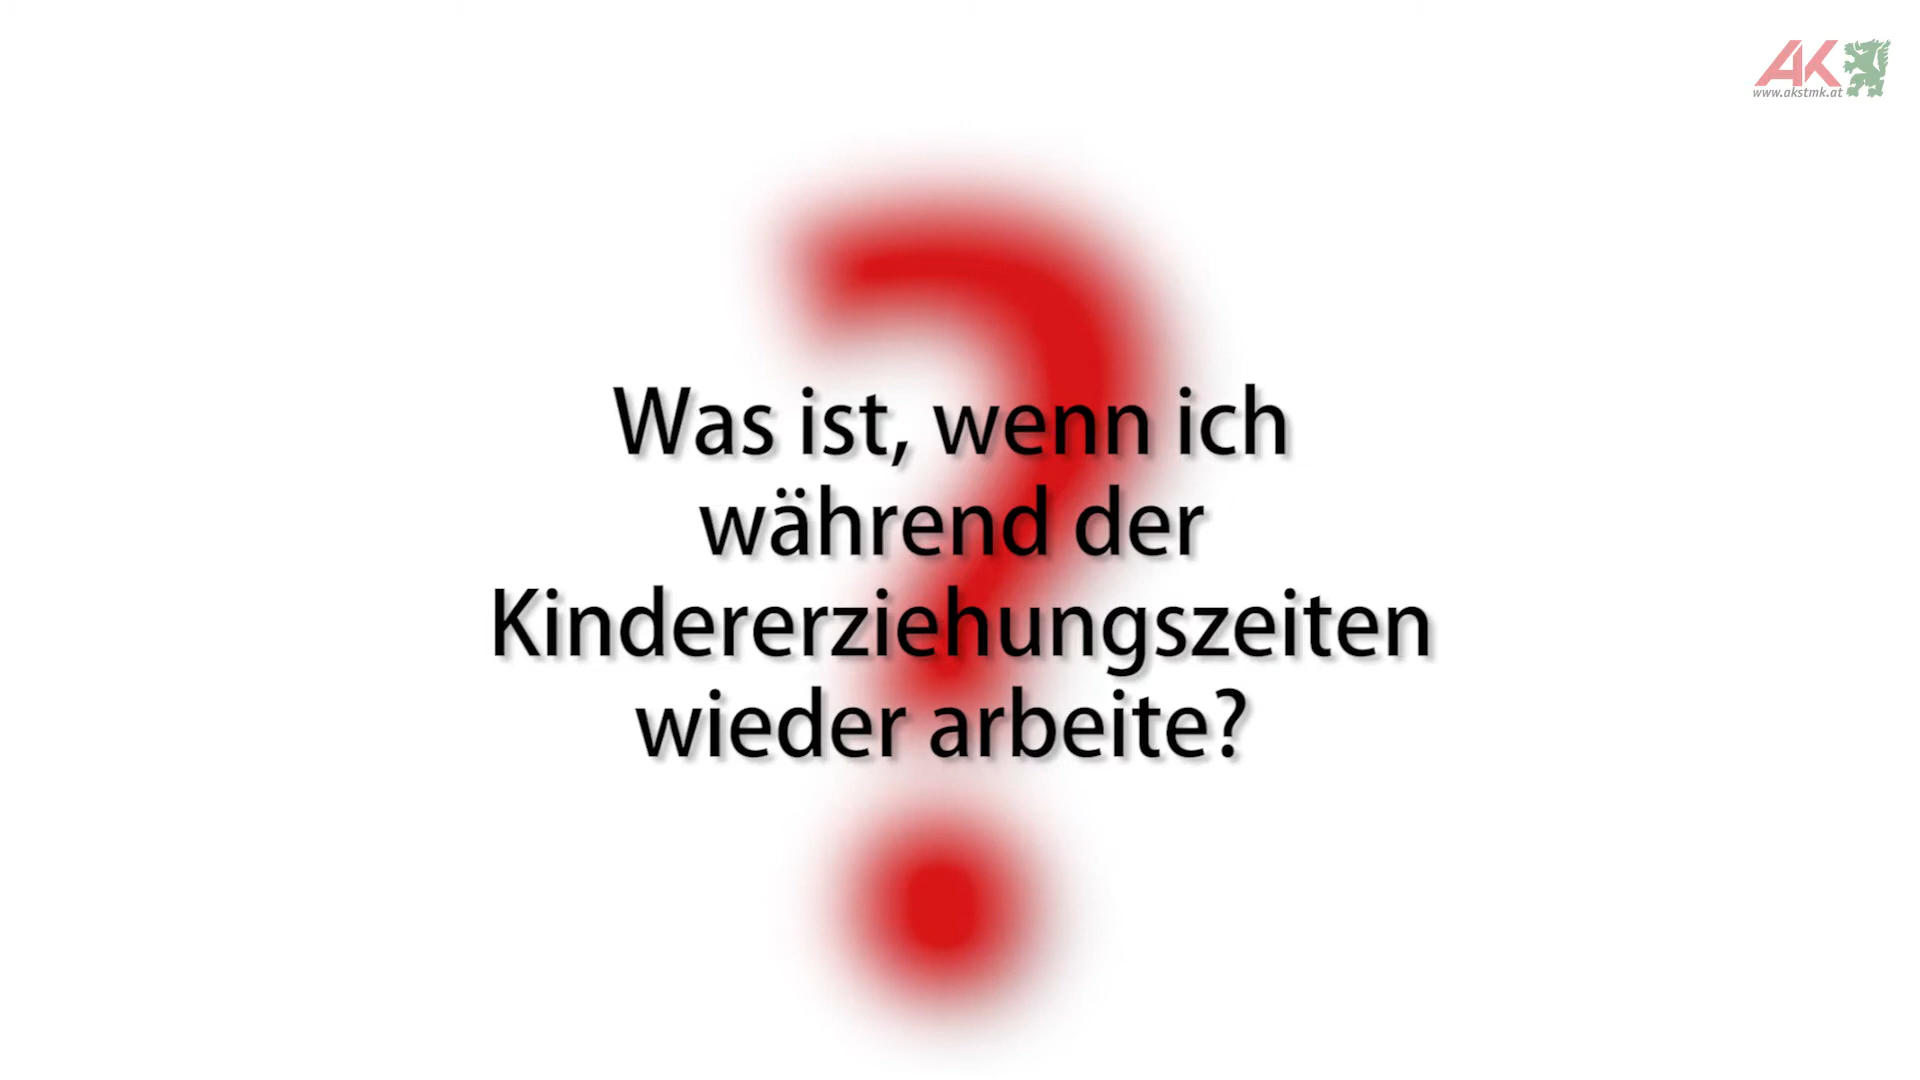 AK
www.akstmk.at
Was ist, wenn ich
während der
Kindererziehungszeiten
wieder arbeite?